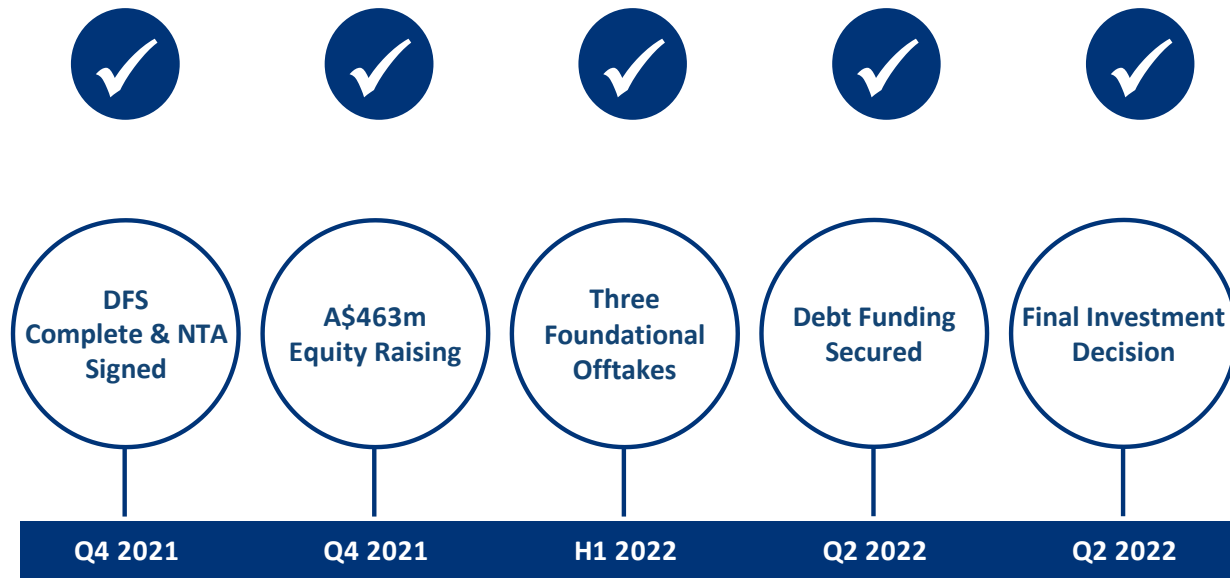 DFS
Complete & NTA
Signed
A$463m
Equity Raising
Three
Foundational
Offtakes
Debt Funding
Secured
Final Investment
Decision
Q4 2021
Q4 2021
H1 2022
Q2 2022
Q2 2022